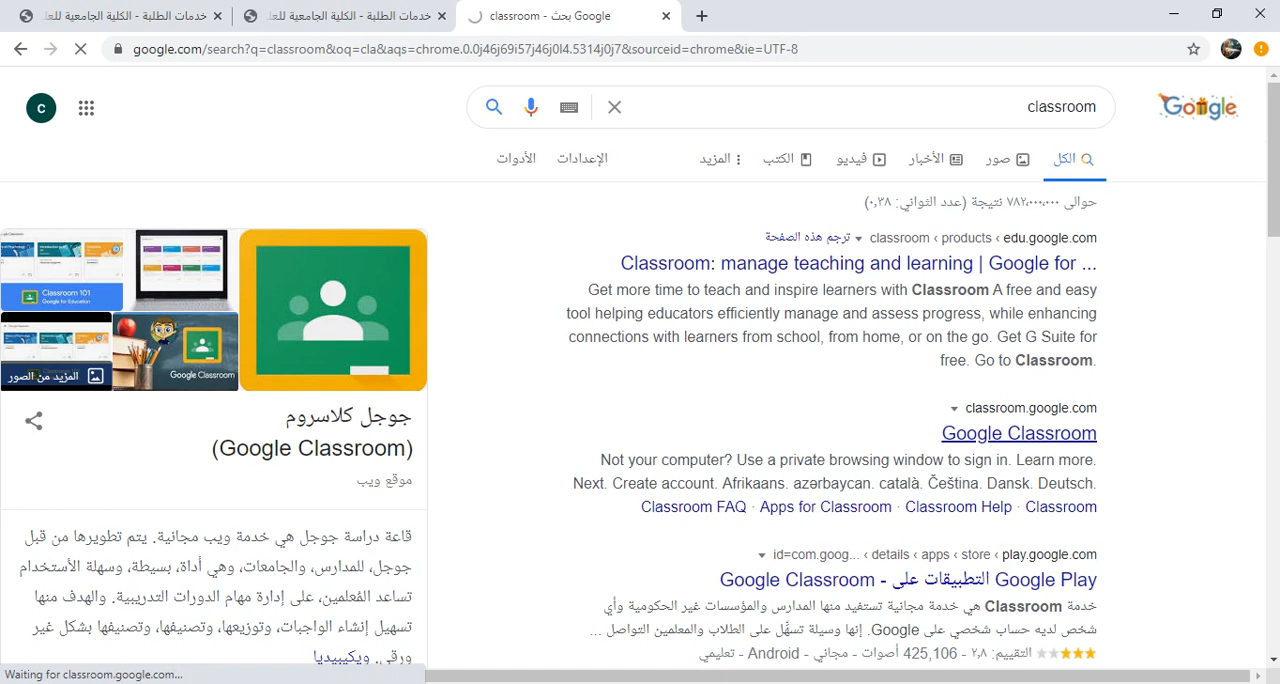 خدمات الطلبة - الكلية الجامعية للعل
خدمات الطلبة - الكلية الجامعية للعل
classroom - بحث Google
google.com/search?q=classroom&oq=cla&aqs=chrome.0.0j46j69i57j46j0l4.5314j0j7&sourceid=chrome&ie=UTF-8
C
classroom
Google
الكل
صور
الأخبار
فيديو
الكتب
المزيد
الإعدادات
الأدوات
حوالى ٧٨٢،٠٠٠،٠٠٠ نتيجة (عدد الثواني: ٠,٣٨)
edu.google.com › products › classroom ترجم هذه الصفحة
Classroom: manage teaching and learning | Google for ...
Get more time to teach and inspire learners with Classroom A free and easy
tool helping educators efficiently manage and assess progress, while enhancing
connections with learners from school, from home, or on the go. Get G Suite for
free. Go to Classroom.
classroom.google.com
Google Classroom
Not your computer? Use a private browsing window to sign in. Learn more.
Next. Create account. Afrikaans. azərbaycan. català. Čeština. Dansk. Deutsch.
Classroom FAQ · Apps for Classroom · Classroom Help · Classroom
play.google.com › store › apps › details › id=com.goog...
Google Classroom - التطبيقات على Google Play
خدمة Classroom هي خدمة مجانية تستفيد منها المدارس والمؤسسات غير الحكومية وأي
شخص لديه حساب شخصي على Google. إنها وسيلة تسهِّل على الطلاب والمعلمين التواصل ...
التقييم: ٢,٨ - 425,106 أصوات - مجاني - Android - تعليمي
Classroom 101
Google for Education
Google Classroom
المزيد من الصور
جوجل كلاسروم
(Google Classroom)
موقع ويب
قاعة دراسة جوجل هي خدمة ويب مجانية. يتم تطويرها من قبل
جوجل، للمدارس، والجامعات، وهي أداة، بسيطة، وسهلة الأستخدام
تساعد المُعلمين، على إدارة مهام الدورات التدريبية. والهدف منها
تسهيل إنشاء الواجبات، وتوزيعها، وتصنيفها، وتصنيفها بشكل غير
ورقي. ويكيبيديا
Waiting for classroom.google.com...